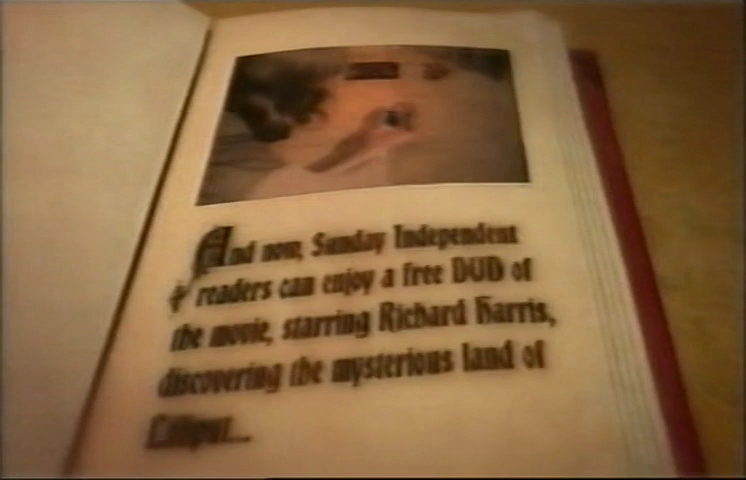 And now, Sunday Independent
readers can enjoy a free DVD of
the movie, starring Richard Harris,
discovering the mysterious land of
Lilliput...